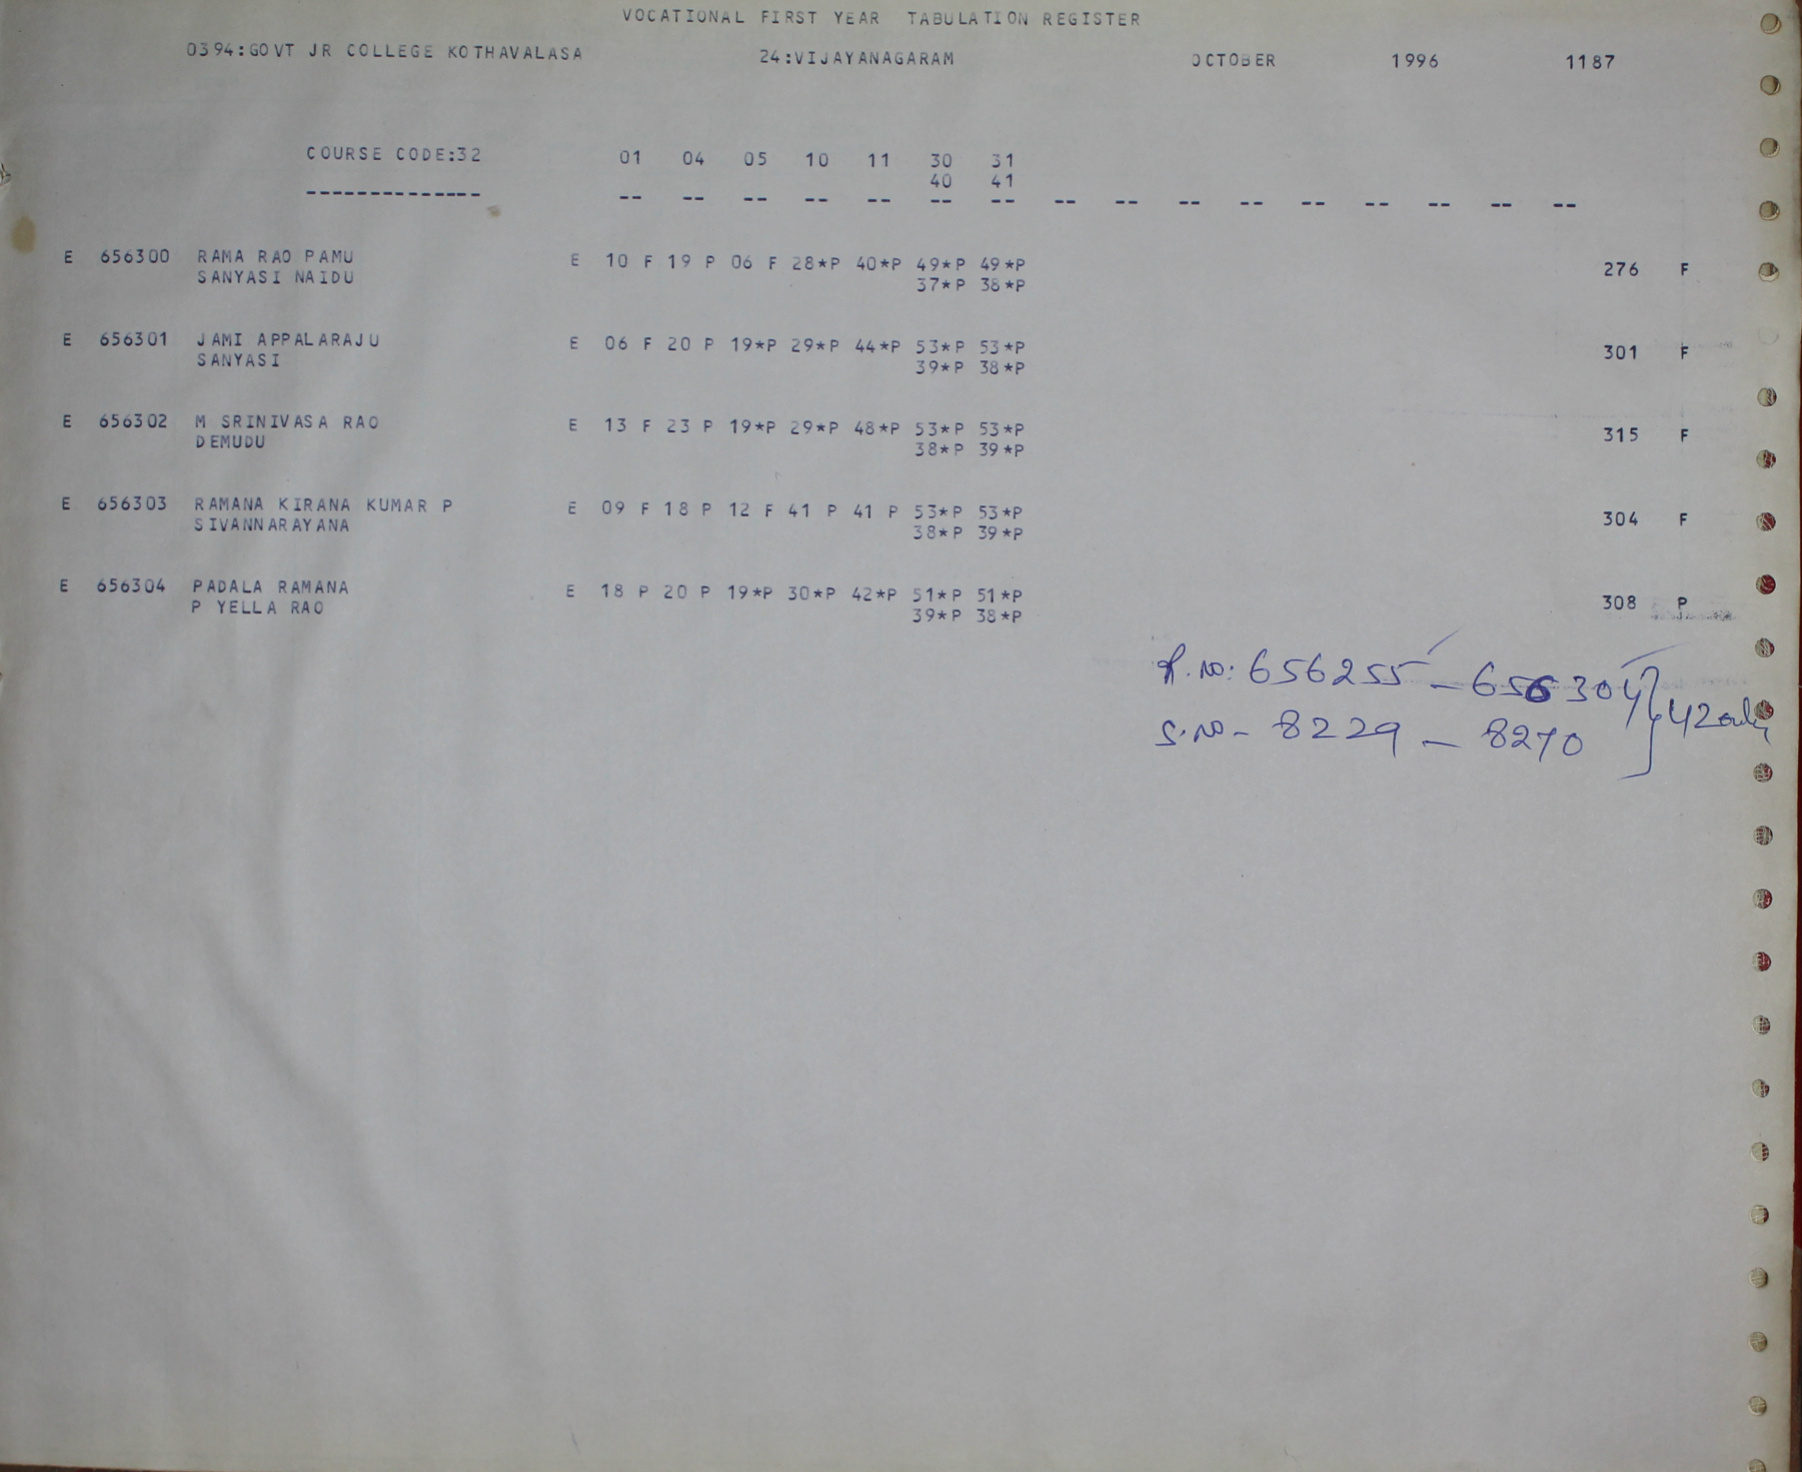 VOCATIONAL FIRST YEAR TABULATION REGISTER
0394:GOVT JR COLLEGE KOTHAVALASA 24:VIJAYANAGARAM OCTOBER 1996 1187
COURSE CODE:32 01 04 05 10 11 30 31
40 41
-------------- -- -- -- -- -- -- -- -- -- -- -- -- -- -- -- --
E 656300 RAMA RAO PAMU E 10 F 19 P 06 F 28*P 40*P 49*P 49*P 276 F
SANYASI NAIDU 37*P 38*P
E 656301 JAMI APPALARAJU E 06 F 20 P 19*P 29*P 44*P 53*P 53*P 301 F
SANYASI 39*P 38*P
E 656302 M SRINIVASA RAO E 13 F 23 P 19*P 29*P 48*P 53*P 53*P 315 F
DEMUDU 38*P 39*P
E 656303 RAMANA KIRANA KUMAR P E 09 F 18 P 12 F 41 P 41 P 53*P 53*P 304 F
SIVANNARAYANA 38*P 39*P
E 656304 PADALA RAMANA E 18 P 20 P 19*P 30*P 42*P 51*P 51*P 308 P
P YELLA RAO 39*P 38*P
R.no: 656255 - 656304
S.no - 8229 - 8270 } 42 only